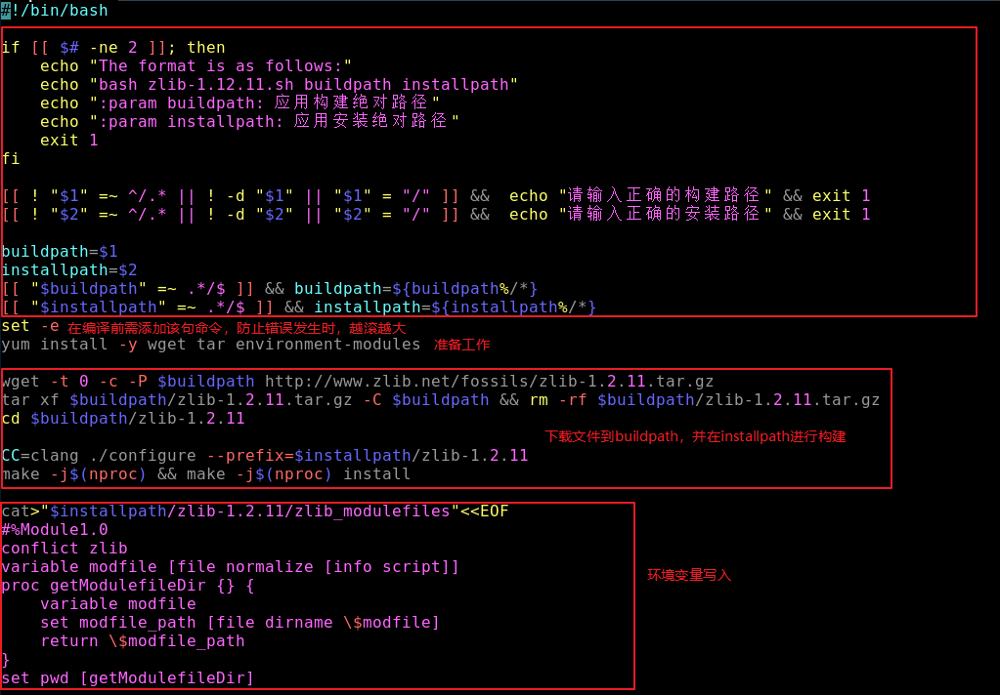 #!/bin/bash
if [[ $# -ne 2 ]]; then
    echo "The format is as follows:"
    echo "bash zlib-1.12.11.sh buildpath installpath"
    echo ":param buildpath: 应用构建绝对路径"
    echo ":param installpath: 应用安装绝对路径"
    exit 1
fi
[[ ! "$1" =~ ^/.* || ! -d "$1" || "$1" = "/" ]] &&  echo "请输入正确的构建路径" && exit 1
[[ ! "$2" =~ ^/.* || ! -d "$2" || "$2" = "/" ]] &&  echo "请输入正确的安装路径" && exit 1
buildpath=$1
installpath=$2
[[ "$buildpath" =~ .*/$ ]] && buildpath=${buildpath%/*}
[[ "$installpath" =~ .*/$ ]] && installpath=${installpath%/*}
set -e 在编译前需添加该句命令，防止错误发生时，越滚越大
yum install -y wget tar environment-modules 准备工作
wget -t 0 -c -P $buildpath http://www.zlib.net/fossils/zlib-1.2.11.tar.gz
tar xf $buildpath/zlib-1.2.11.tar.gz -C $buildpath && rm -rf $buildpath/zlib-1.2.11.tar.gz
cd $buildpath/zlib-1.2.11
下载文件到buildpath，并在installpath进行构建
CC=clang ./configure --prefix=$installpath/zlib-1.2.11
make -j$(nproc) && make -j$(nproc) install
cat>"$installpath/zlib-1.2.11/zlib_modulefiles"<<EOF
#%Module1.0
conflict zlib
variable modfile [file normalize [info script]]
环境变量写入
proc getModulefileDir {} {
    variable modfile
    set modfile_path [file dirname \$modfile]
    return \$modfile_path
}
set pwd [getModulefileDir]